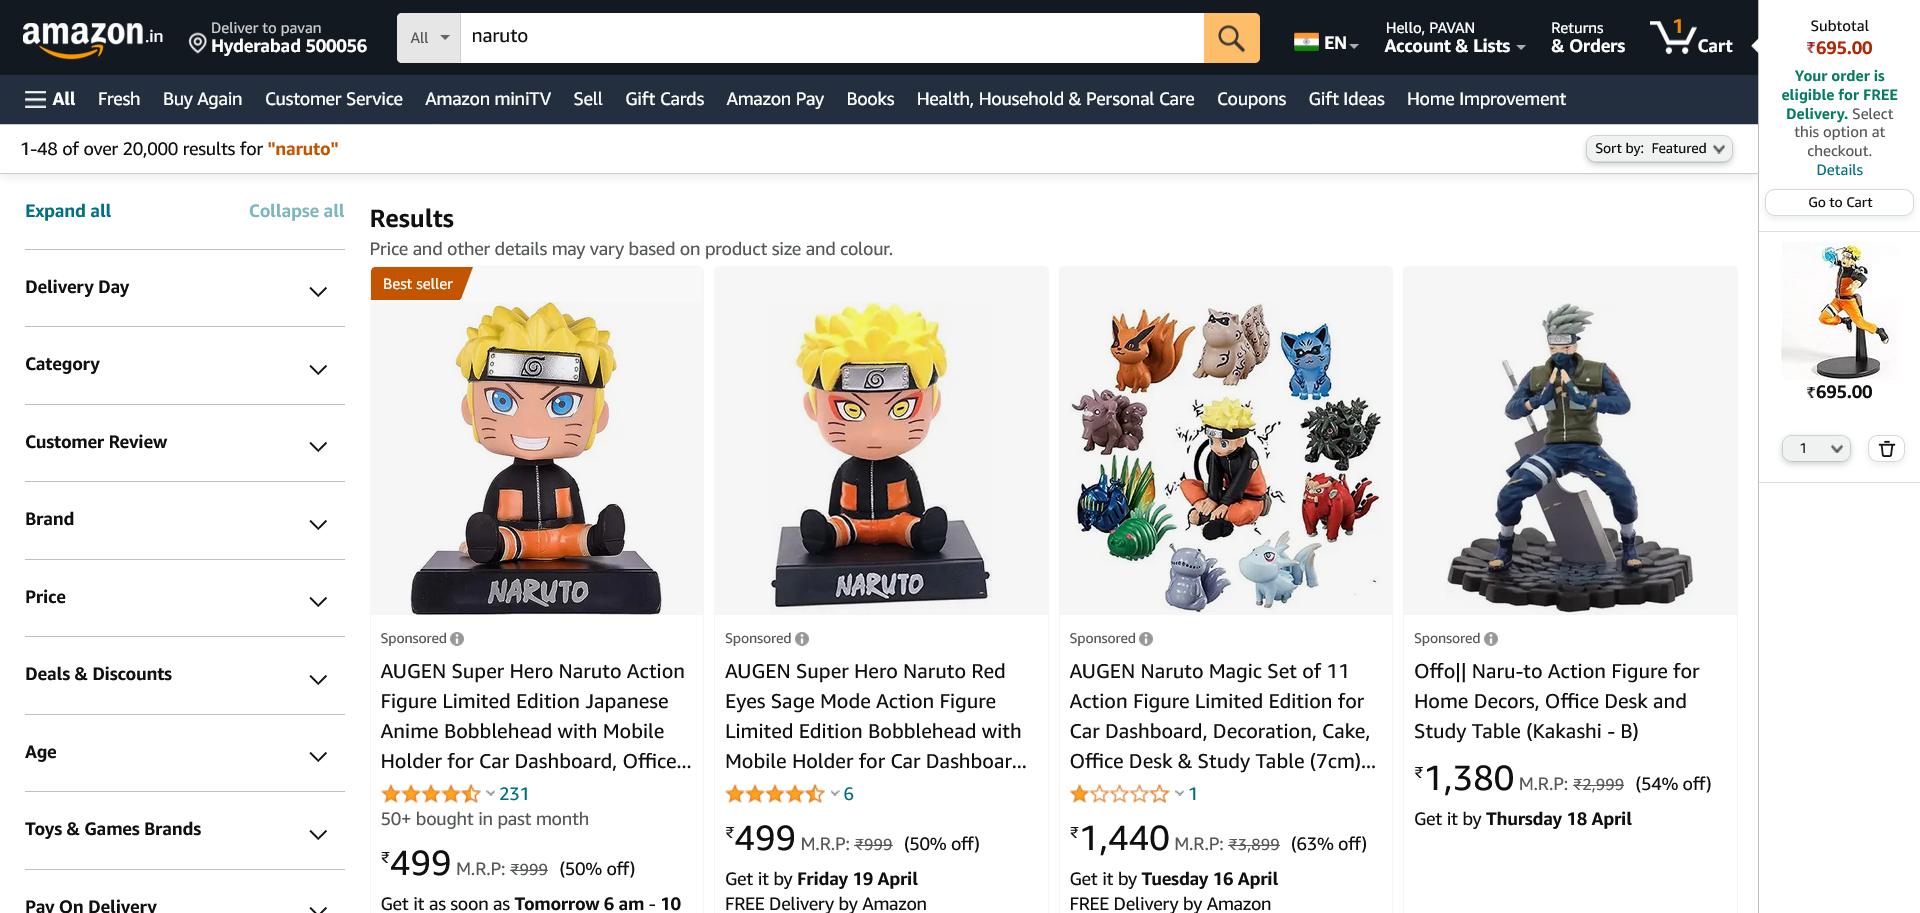 amazon.in
Deliver to pavan
Hyderabad 500056
All
naruto
EN
Hello, PAVAN
Account & Lists
Returns
& Orders
1
Cart
All
Fresh
Buy Again
Customer Service
Amazon miniTV
Sell
Gift Cards
Amazon Pay
Books
Health, Household & Personal Care
Coupons
Gift Ideas
Home Improvement
1-48 of over 20,000 results for "naruto"
Sort by: Featured
Expand all
Collapse all
Delivery Day
Category
Customer Review
Brand
Price
Deals & Discounts
Age
Toys & Games Brands
Pay On Delivery
Results
Price and other details may vary based on product size and colour.
Best seller
NARUTO
Sponsored
AUGEN Super Hero Naruto Action
Figure Limited Edition Japanese
Anime Bobblehead with Mobile
Holder for Car Dashboard, Office...
231
50+ bought in past month
₹499 M.R.P: ₹999 (50% off)
Get it as soon as Tomorrow 6 am - 10
NARUTO
Sponsored
AUGEN Super Hero Naruto Red
Eyes Sage Mode Action Figure
Limited Edition Bobblehead with
Mobile Holder for Car Dashboar...
6
₹499 M.R.P: ₹999 (50% off)
Get it by Friday 19 April
FREE Delivery by Amazon
Sponsored
AUGEN Naruto Magic Set of 11
Action Figure Limited Edition for
Car Dashboard, Decoration, Cake,
Office Desk & Study Table (7cm)...
1
₹1,440 M.R.P: ₹3,899 (63% off)
Get it by Tuesday 16 April
FREE Delivery by Amazon
Sponsored
Offo|| Naru-to Action Figure for
Home Decors, Office Desk and
Study Table (Kakashi - B)
₹1,380 M.R.P: ₹2,999 (54% off)
Get it by Thursday 18 April
Subtotal
₹695.00
Your order is
eligible for FREE
Delivery. Select
this option at
checkout.
Details
Go to Cart
₹695.00
1